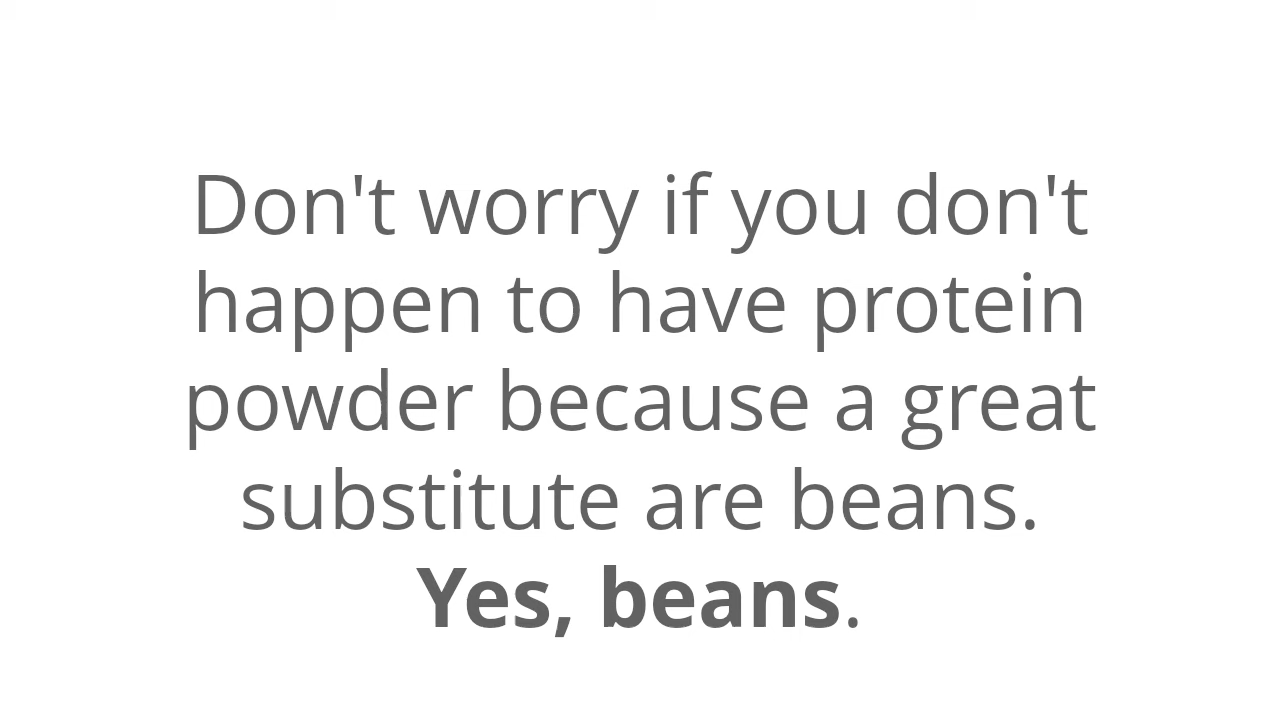 Don't worry if you don't
happen to have protein
powder because a great
substitute are beans.
Yes, beans.